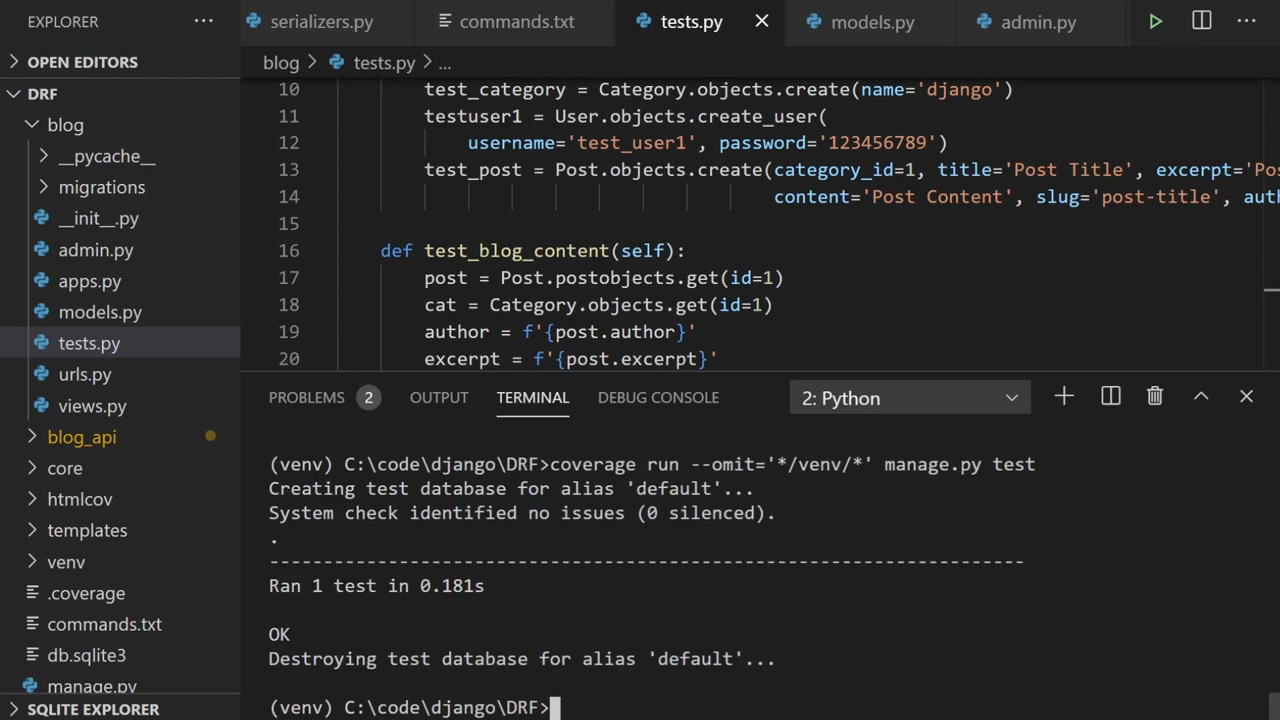 EXPLORER
serializers.py
commands.txt
tests.py
models.py
admin.py
OPEN EDITORS
blog > tests.py > ...
DRF
blog
__pycache__
migrations
__init__.py
admin.py
apps.py
models.py
tests.py
urls.py
views.py
blog_api
core
htmlcov
templates
venv
.coverage
commands.txt
db.sqlite3
manage.py
SQLITE EXPLORER
10 test_category = Category.objects.create(name='django')
11 testuser1 = User.objects.create_user(
12 username='test_user1', password='123456789')
13 test_post = Post.objects.create(category_id=1, title='Post Title', excerpt='Pos
14 content='Post Content', slug='post-title', aut
15
16 def test_blog_content(self):
17 post = Post.postobjects.get(id=1)
18 cat = Category.objects.get(id=1)
19 author = f'{post.author}'
20 excerpt = f'{post.excerpt}'
PROBLEMS 2 OUTPUT TERMINAL DEBUG CONSOLE 2: Python
(venv) C:\code\django\DRF>coverage run --omit='*/venv/*' manage.py test
Creating test database for alias 'default'...
System check identified no issues (0 silenced).
.
----------------------------------------------------------------------
Ran 1 test in 0.181s
OK
Destroying test database for alias 'default'...
(venv) C:\code\django\DRF>